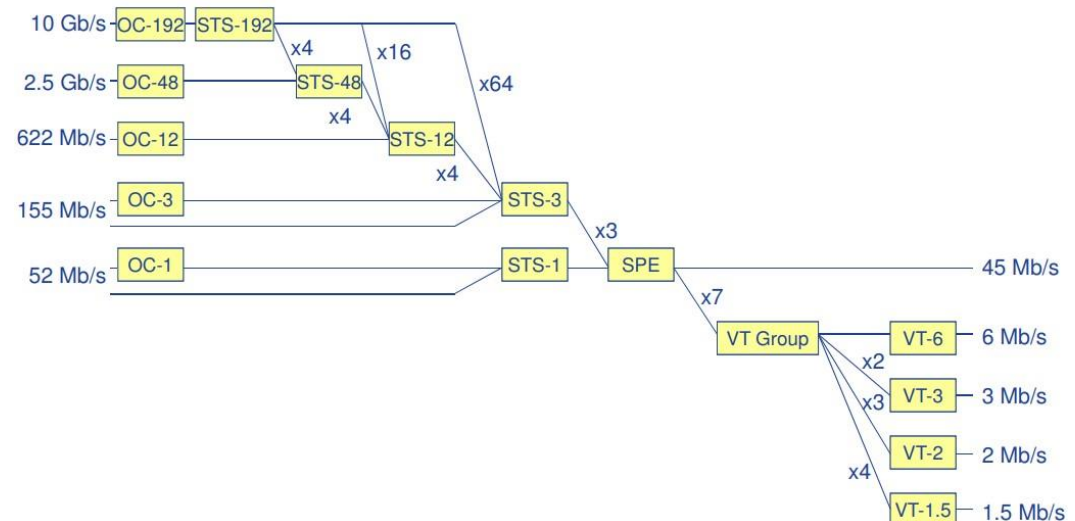 10 Gb/s OC-192 STS-192
x4 x16
2.5 Gb/s OC-48 STS-48 x64
x4
622 Mb/s OC-12 STS-12
x4
155 Mb/s OC-3 STS-3
x3
52 Mb/s OC-1 STS-1 SPE 45 Mb/s
x7
VT Group VT-6 6 Mb/s
x2
VT-3 3 Mb/s
x3
VT-2 2 Mb/s
x4
VT-1.5 1.5 Mb/s